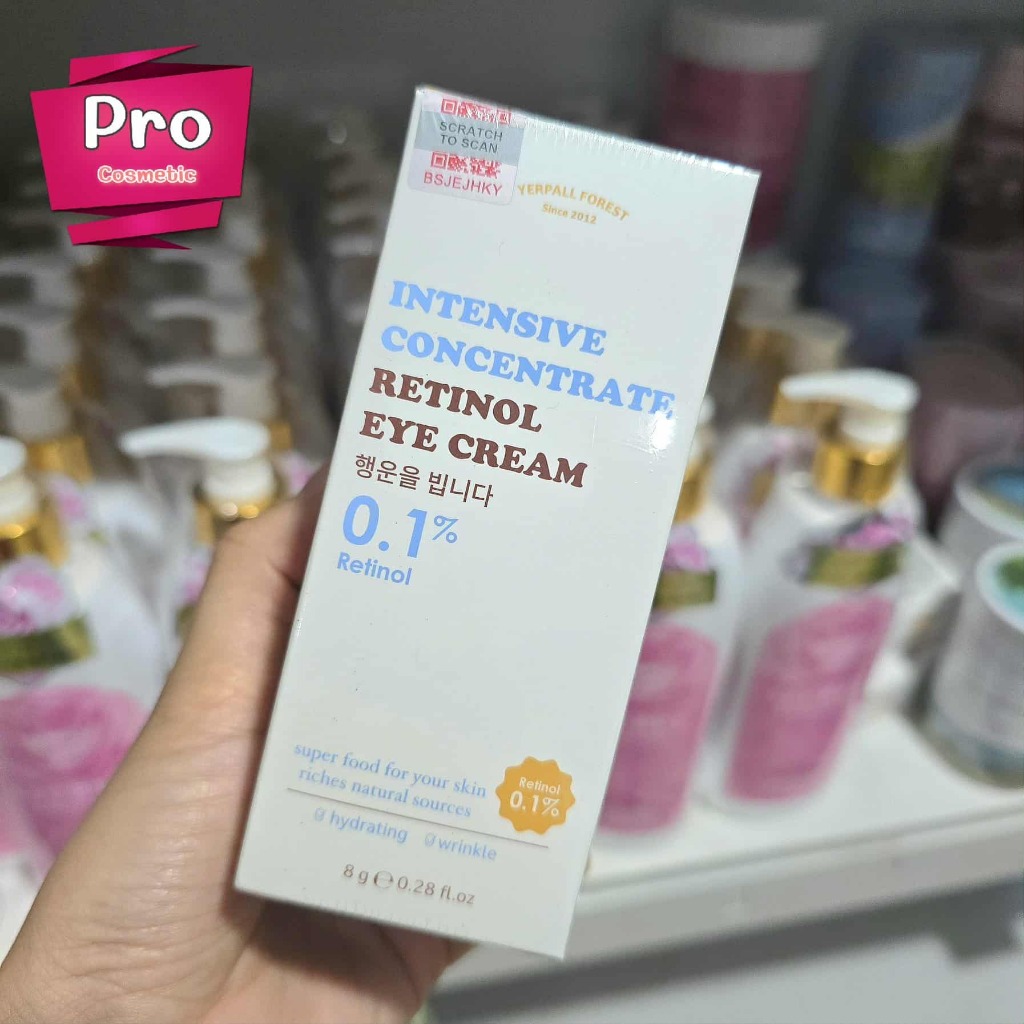 Pro
Cosmetic
SCRATCH
TO SCAN
BSJEJHKY
YERPALL FOREST
Since 2012
INTENSIVE
CONCENTRATE
RETINOL
EYE CREAM
행운을 빕니다
0.1%
Retinol
super food for your skin
riches natural sources
Retinol
0.1%
hydrating wrinkle
8 g ℮ 0.28 fl.oz